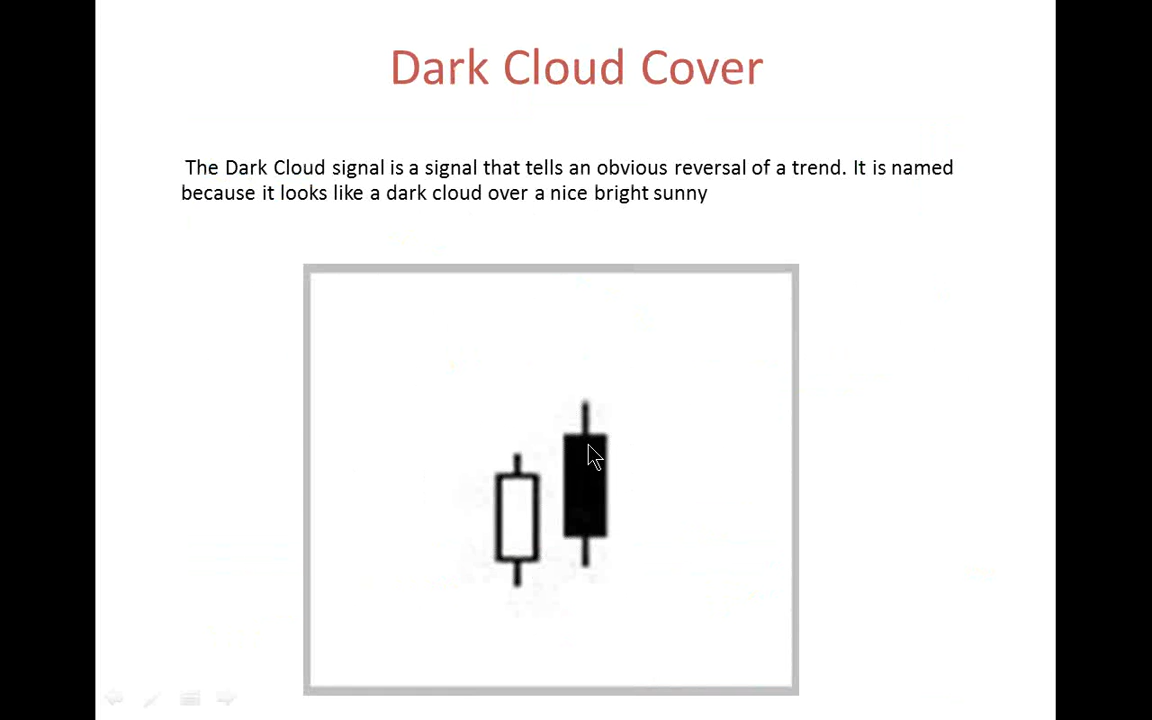 Dark Cloud Cover
The Dark Cloud signal is a signal that tells an obvious reversal of a trend. It is named
because it looks like a dark cloud over a nice bright sunny